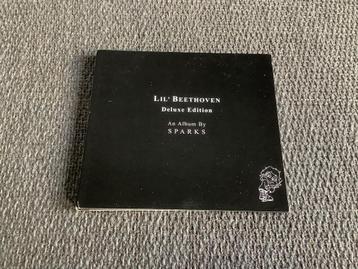 LIL' BEETHOVEN
Deluxe Edition
An Album By
SPARKS